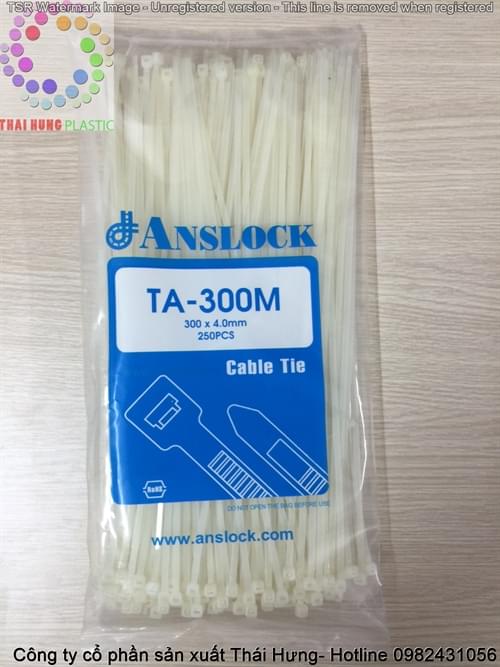 TSR Watermark Image - Unregistered version - This line is removed when registered
THAI HUNG PLASTIC
ANSLOCK
TA-300M
300 x 4.0mm
250PCS
Cable Tie
RoHS
DO NOT OPEN THE BAG BEFORE USE
www.anslock.com
Công ty cổ phần sản xuất Thái Hưng- Hotline 0982431056